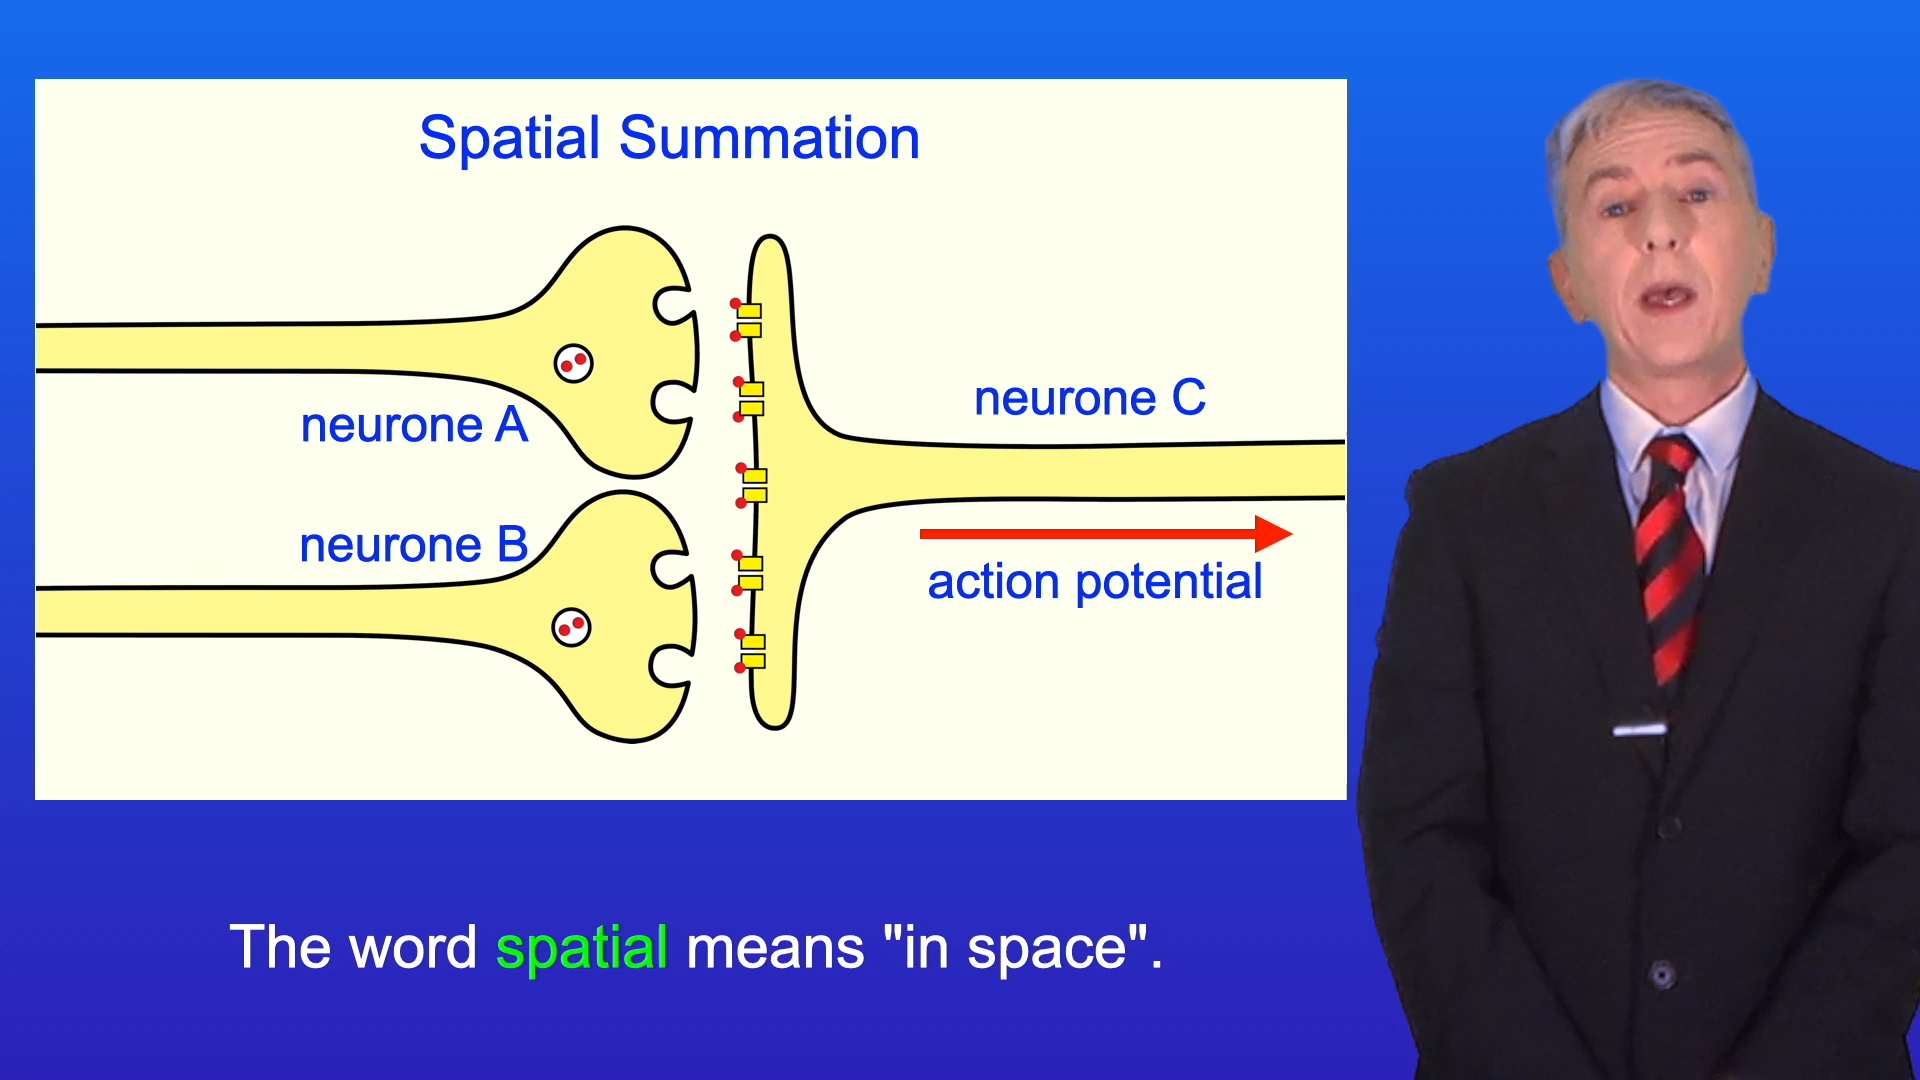 Spatial Summation
neurone A
neurone B
neurone C
action potential
The word spatial means "in space".